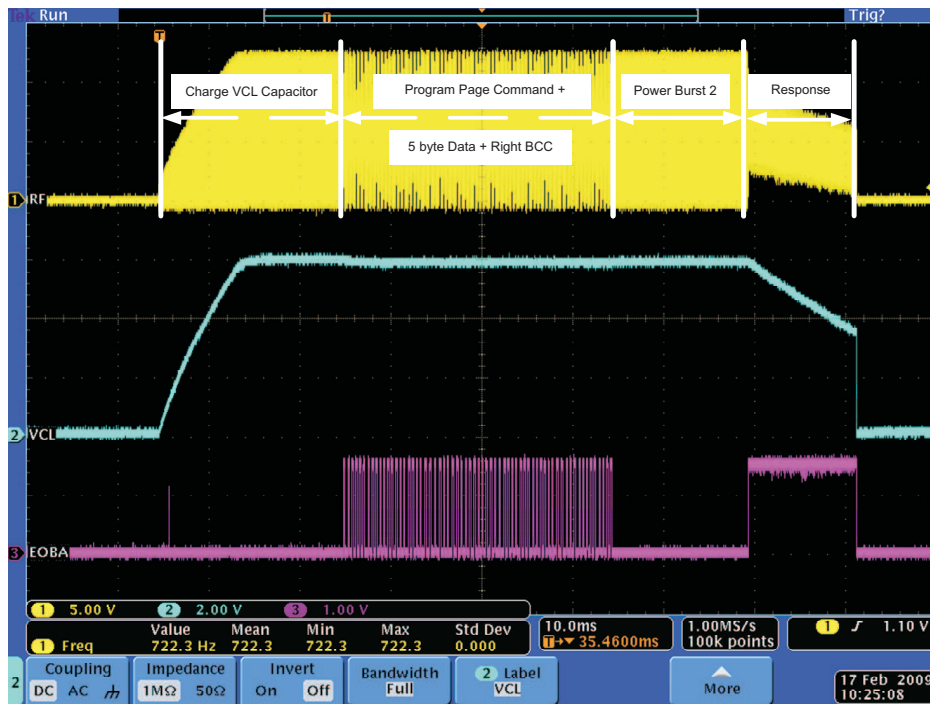 Tek Run
Trig?
T
T
Charge VCL Capacitor
Program Page Command +
Power Burst 2
Response
5 byte Data + Right BCC
1 RF
2 VCL
3 EOBA
1 5.00 V 2 2.00 V 3 1.00 V
Value Mean Min Max Std Dev
1 Freq 722.3 Hz 722.3 722.3 722.3 0.000
10.0ms
T→▼ 35.4600ms
1.00MS/s
100k points
1 1.10 V
2
Coupling
DC AC
Impedance
1MΩ 50Ω
Invert
On Off
Bandwidth
Full
2 Label
VCL
More
17 Feb 2009
10:25:08